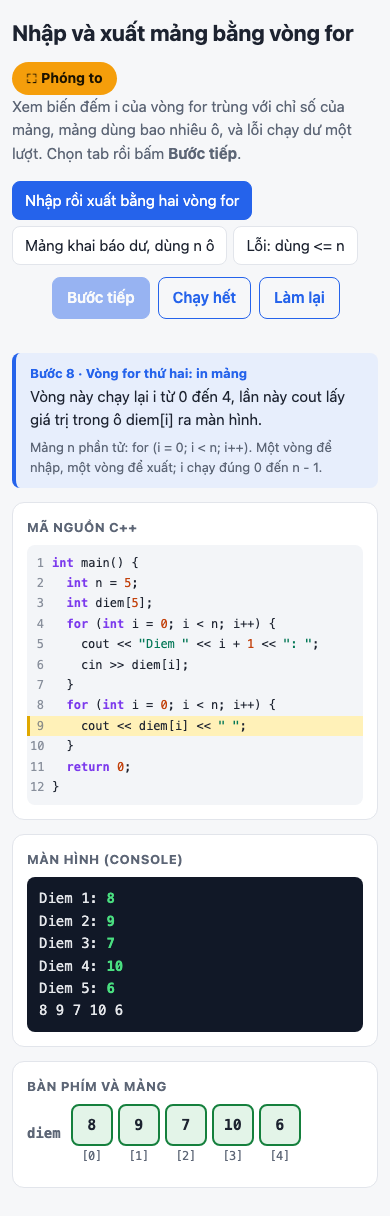 Nhập và xuất mảng bằng vòng for
⛶ Phóng to
Xem biến đếm i của vòng for trùng với chỉ số của
mảng, mảng dùng bao nhiêu ô, và lỗi chạy dư một
lượt. Chọn tab rồi bấm Bước tiếp.
Nhập rồi xuất bằng hai vòng for
Mảng khai báo dư, dùng n ô
Lỗi: dùng <= n
Bước tiếp
Chạy hết
Làm lại
Bước 8 · Vòng for thứ hai: in mảng
Vòng này chạy lại i từ 0 đến 4, lần này cout lấy
giá trị trong ô diem[i] ra màn hình.
Mảng n phần tử: for (i = 0; i < n; i++). Một vòng để
nhập, một vòng để xuất; i chạy đúng 0 đến n - 1.
MÃ NGUỒN C++
1 int main() {
2   int n = 5;
3   int diem[5];
4   for (int i = 0; i < n; i++) {
5     cout << "Diem " << i + 1 << ": ";
6     cin >> diem[i];
7   }
8   for (int i = 0; i < n; i++) {
9     cout << diem[i] << " ";
10   }
11   return 0;
12 }
MÀN HÌNH (CONSOLE)
Diem 1: 8
Diem 2: 9
Diem 3: 7
Diem 4: 10
Diem 5: 6
8 9 7 10 6
BÀN PHÍM VÀ MẢNG
diem 8 9 7 10 6
[0] [1] [2] [3] [4]